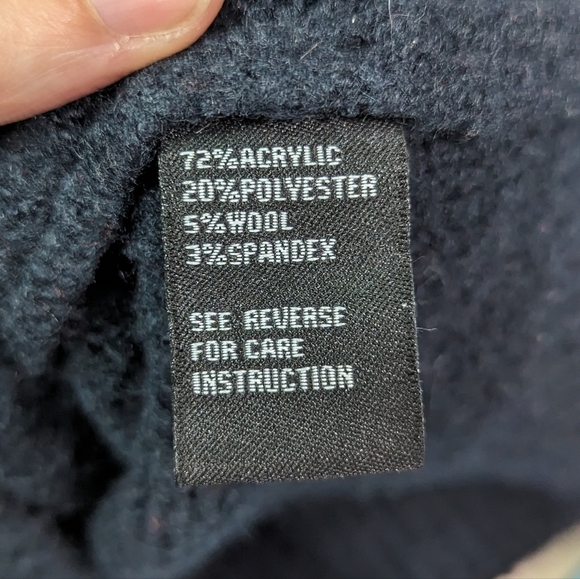 72%ACRYLIC
20%POLYESTER
5%WOOL
3%SPANDEX
SEE REVERSE
FOR CARE
INSTRUCTION